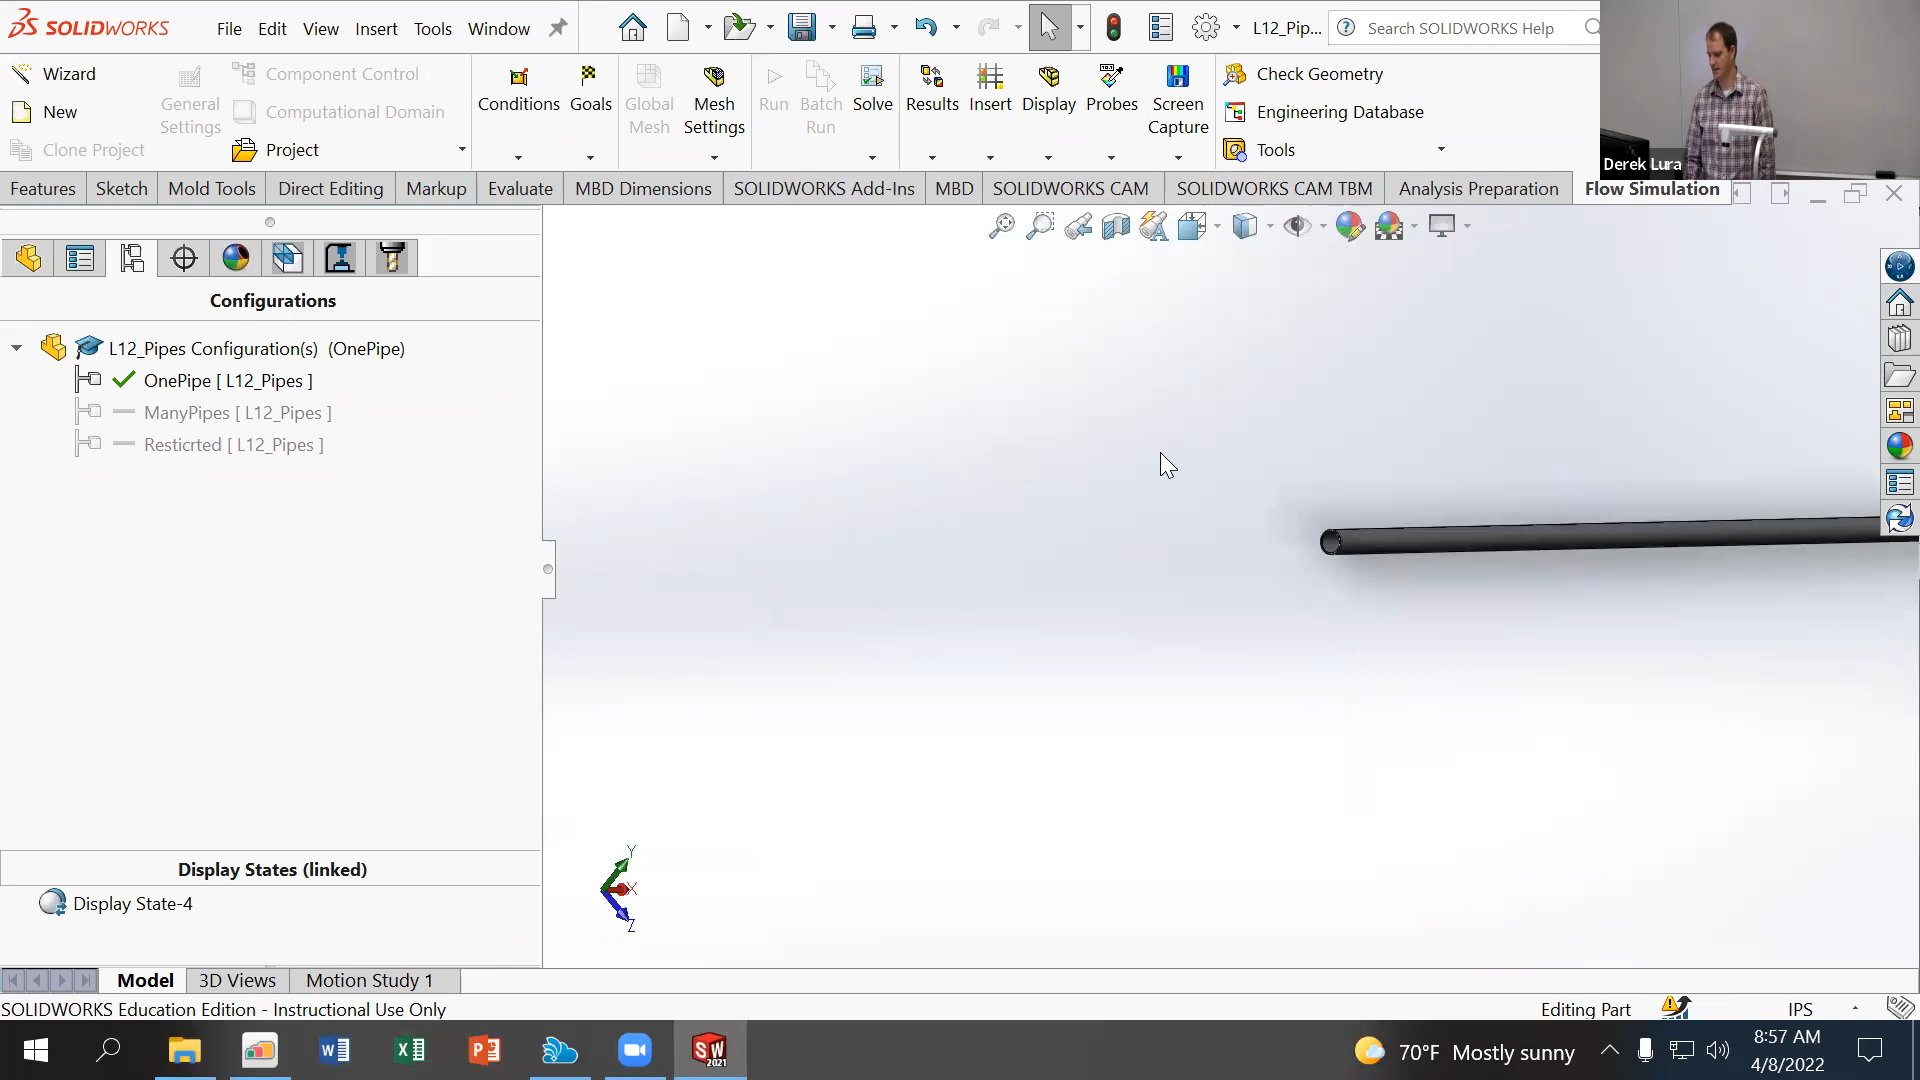 SOLIDWORKS File Edit View Insert Tools Window L12_Pip... Search SOLIDWORKS Help
Wizard
New
Clone Project
General Settings
Component Control
Computational Domain
Project
Conditions
Goals
Global Mesh
Mesh Settings
Run
Batch Run
Solve
Results
Insert
Display
Probes
Screen Capture
Check Geometry
Engineering Database
Tools
Derek Lura
Features Sketch Mold Tools Direct Editing Markup Evaluate MBD Dimensions SOLIDWORKS Add-Ins MBD SOLIDWORKS CAM SOLIDWORKS CAM TBM Analysis Preparation Flow Simulation
Configurations
L12_Pipes Configuration(s) (OnePipe)
OnePipe [ L12_Pipes ]
ManyPipes [ L12_Pipes ]
Resticrted [ L12_Pipes ]
Y
X
Z
Display States (linked)
Display State-4
Model 3D Views Motion Study 1
SOLIDWORKS Education Edition - Instructional Use Only
Editing Part
IPS
70°F Mostly sunny
8:57 AM
4/8/2022